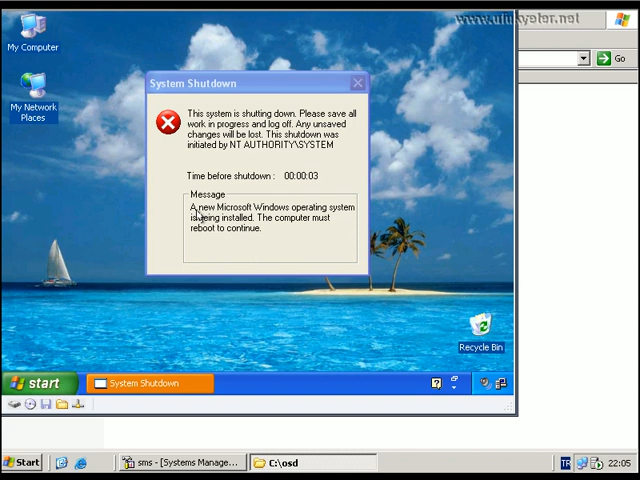 www.ulukyeter.net
My Computer
Go
System Shutdown
My Network
Places
This system is shutting down. Please save all
work in progress and log off. Any unsaved
changes will be lost. This shutdown was
initiated by NT AUTHORITY\SYSTEM
Time before shutdown : 00:00:03
Message
A new Microsoft Windows operating system
is being installed. The computer must
reboot to continue.
Recycle Bin
start
System Shutdown
Start
sms - [Systems Manage...
C:\osd
TR
22:05